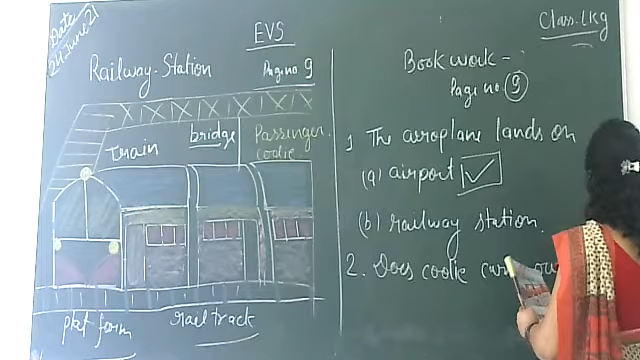 Date
24 June 21
EVS
Class. LKG
Railway-Station
Page no 9
Train
bridge
Passenger
coolie
plat form
rail track
Book work -
Page no. 9
1 The aeroplane lands on
(a) airport ✓
(b) railway station.
2. Does coolie